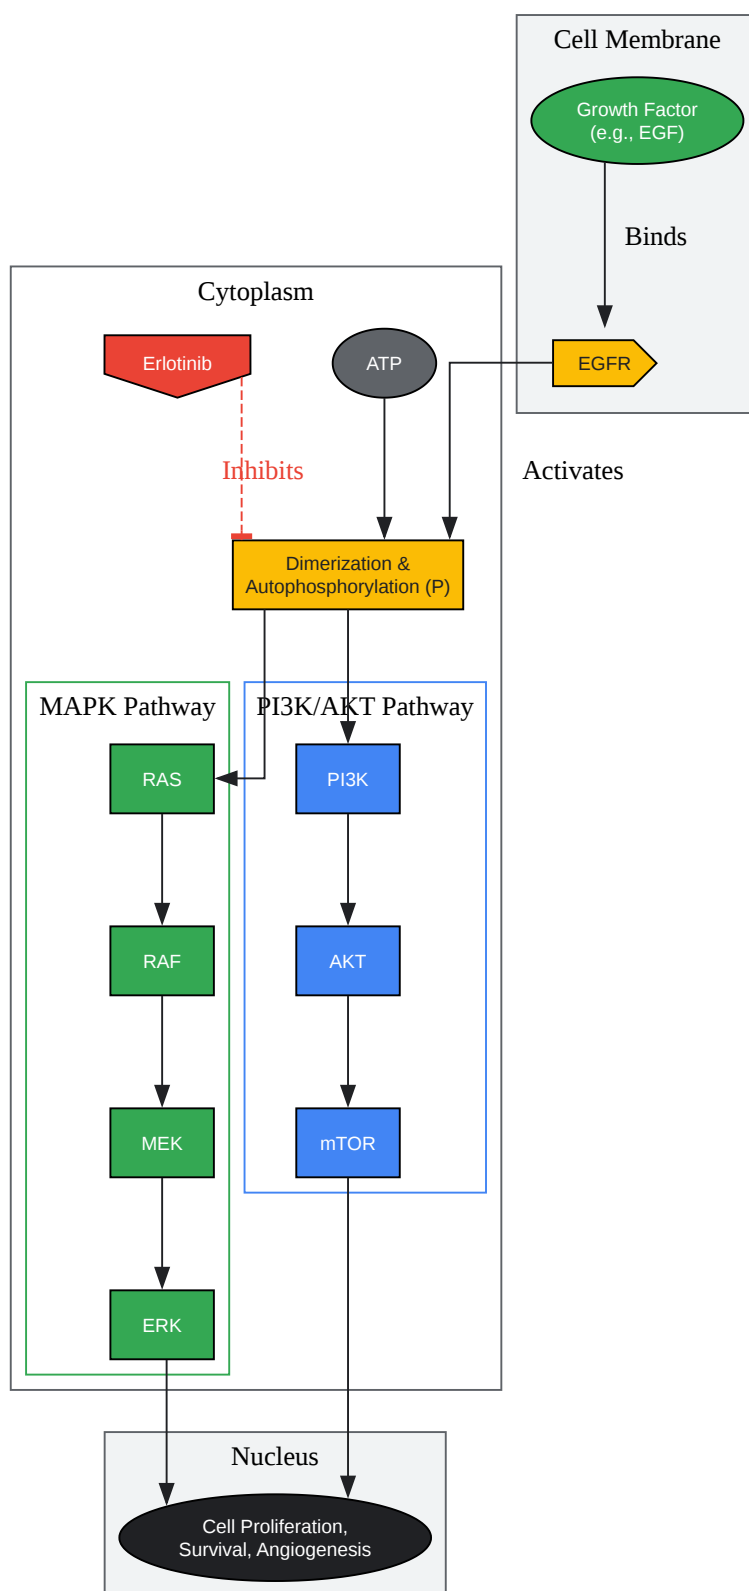 Cell Membrane
Growth Factor
(e.g., EGF)
Binds
Cytoplasm
Erlotinib
ATP
EGFR
Inhibits
Activates
Dimerization &
Autophosphorylation (P)
MAPK Pathway
PI3K/AKT Pathway
RAS
PI3K
RAF
AKT
MEK
mTOR
ERK
Nucleus
Cell Proliferation,
Survival, Angiogenesis